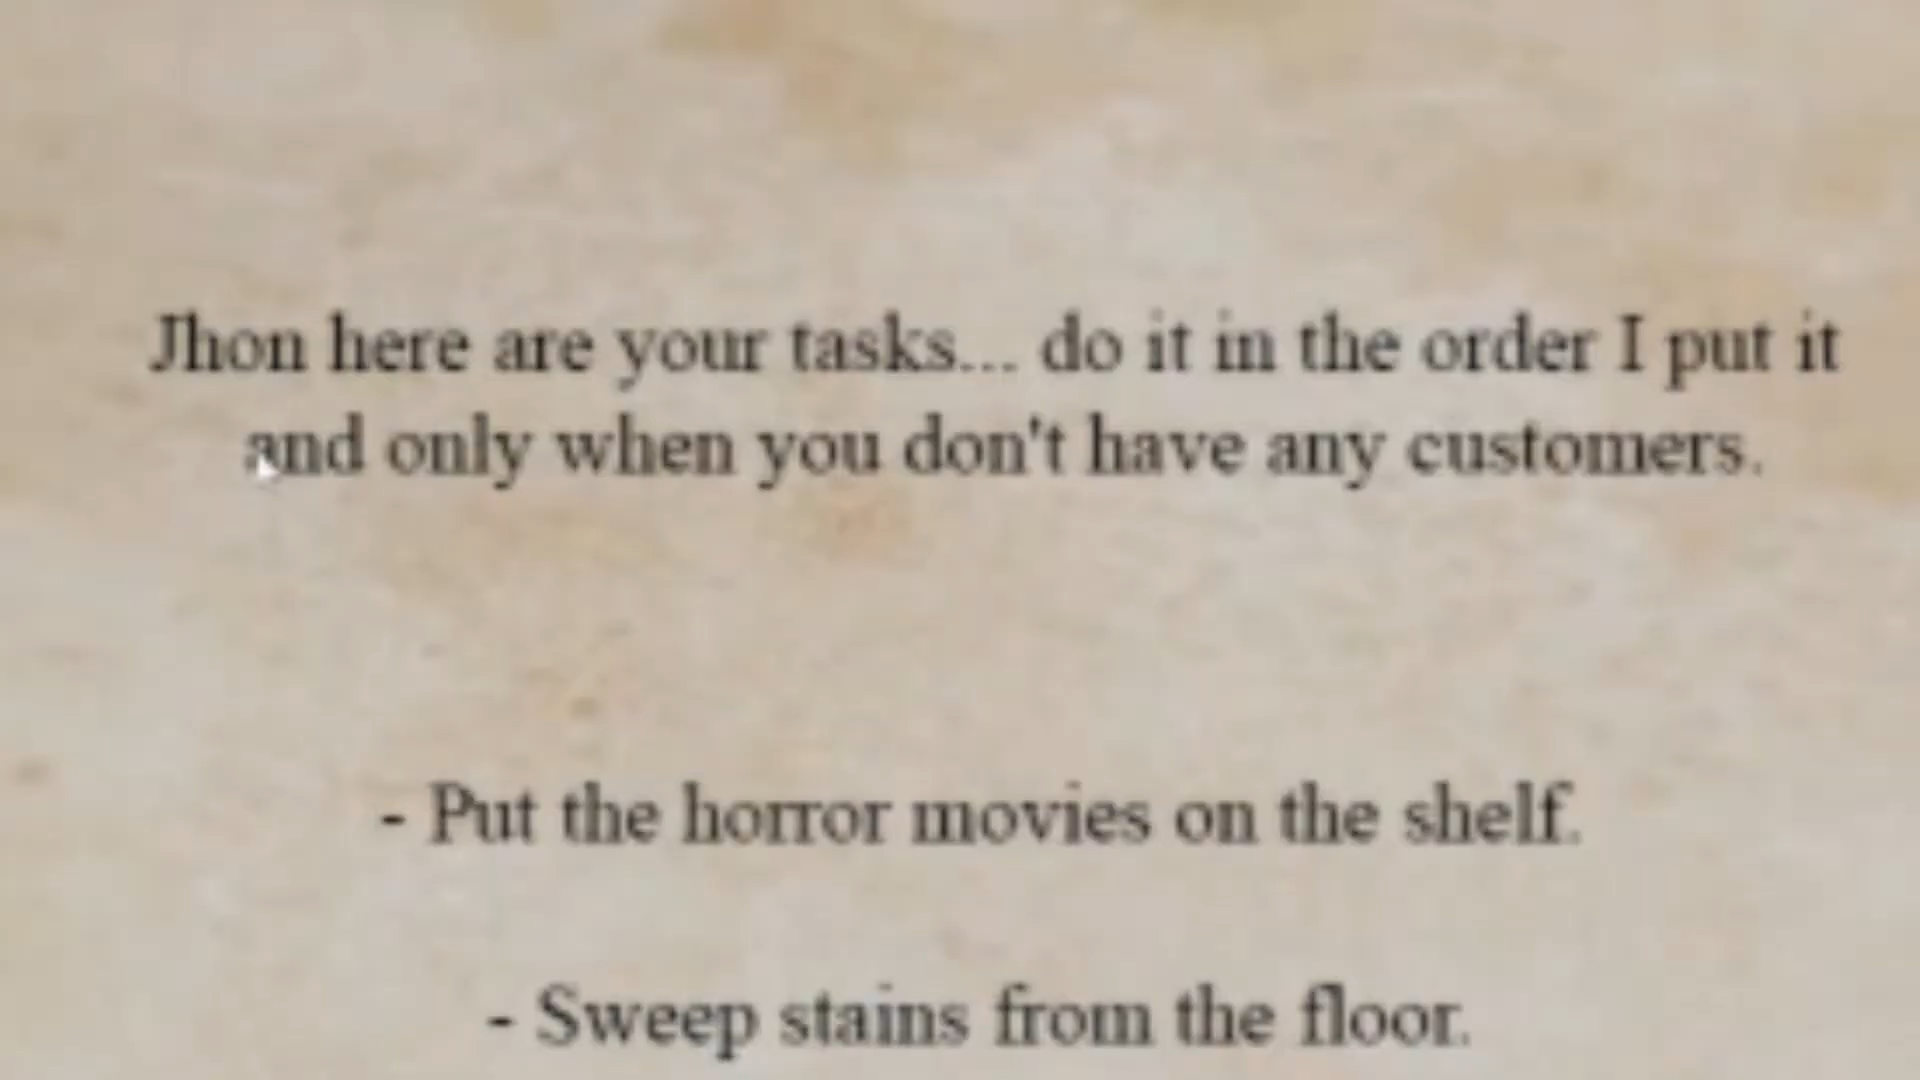 Jhon here are your tasks... do it in the order I put it
and only when you don't have any customers.
- Put the horror movies on the shelf.
- Sweep stains from the floor.